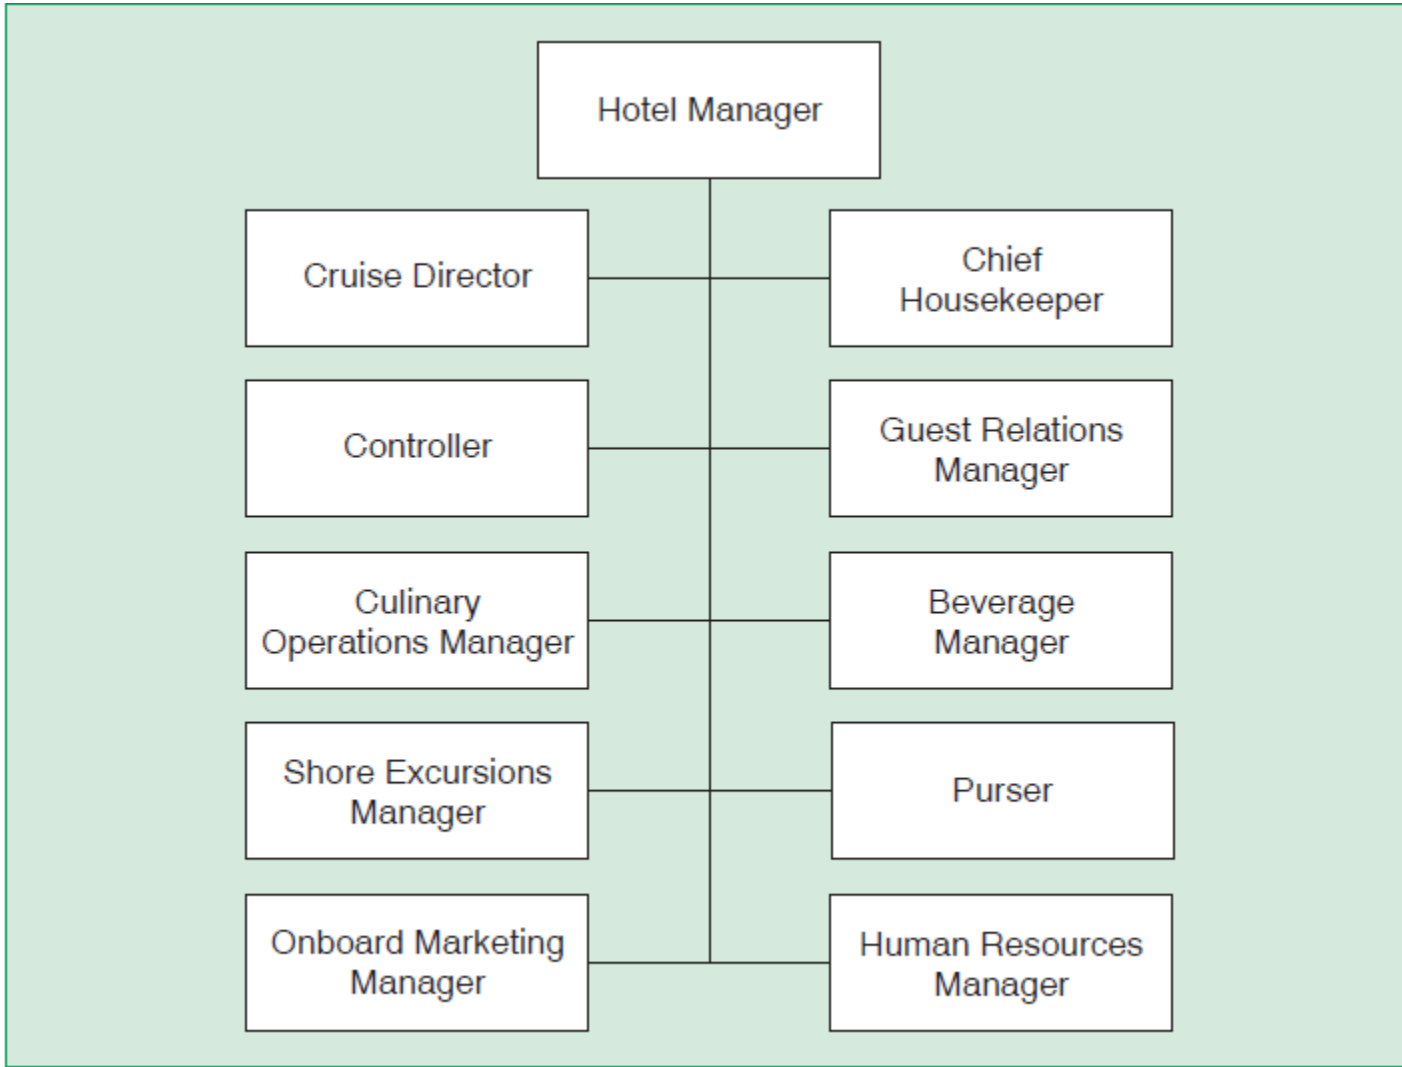 Hotel Manager
Cruise Director
Chief
Housekeeper
Controller
Guest Relations
Manager
Culinary
Operations Manager
Beverage
Manager
Shore Excursions
Manager
Purser
Onboard Marketing
Manager
Human Resources
Manager